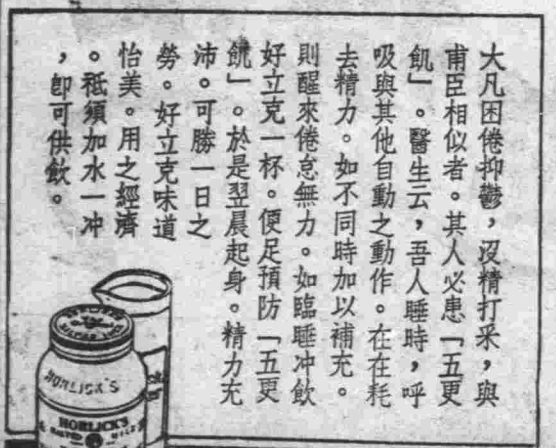 大凡困倦抑鬱，沒精打采，與
甫臣相似者。其人必患「五更
飢」。醫生云，吾人睡時，呼
吸與其他自動之動作。在在耗
去精力。如不同時加以補充。
則醒來倦怠無力。如臨睡冲飲
好立克一杯。便足預防「五更
飢」。於是翌晨起身。精力充
沛。可勝一日之
勞。好立克味道
怡美。用之經濟
。祗須加水一冲
，卽可供飲。
HORLICK'S
HORLICK'S
MALTED MILK